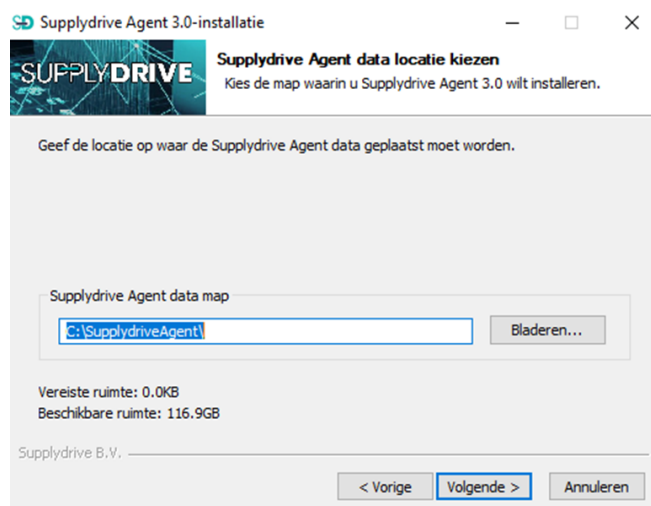 Supplydrive Agent 3.0-installatie
SUPPLYDRIVE
Supplydrive Agent data locatie kiezen
Kies de map waarin u Supplydrive Agent 3.0 wilt installeren.
Geef de locatie op waar de Supplydrive Agent data geplaatst moet worden.
Supplydrive Agent data map
C:\SupplydriveAgent\
Bladeren...
Vereiste ruimte: 0.0KB
Beschikbare ruimte: 116.9GB
Supplydrive B.V.
< Vorige
Volgende >
Annuleren